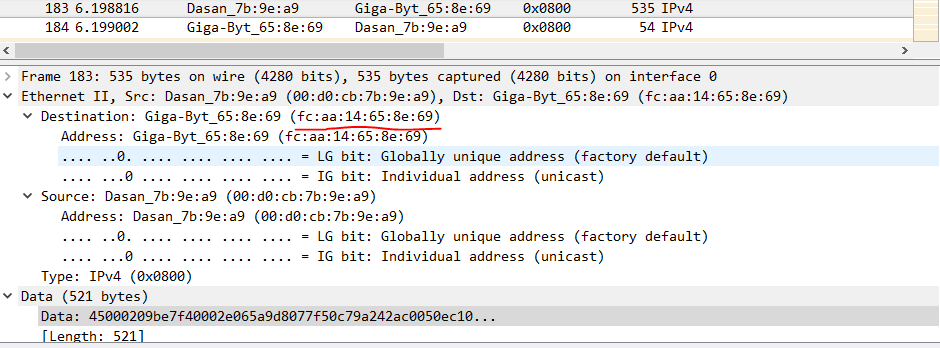 183 6.198816 Dasan_7b:9e:a9 Giga-Byt_65:8e:69 0x0800 535 IPv4
184 6.199002 Giga-Byt_65:8e:69 Dasan_7b:9e:a9 0x0800 54 IPv4
Frame 183: 535 bytes on wire (4280 bits), 535 bytes captured (4280 bits) on interface 0
Ethernet II, Src: Dasan_7b:9e:a9 (00:d0:cb:7b:9e:a9), Dst: Giga-Byt_65:8e:69 (fc:aa:14:65:8e:69)
Destination: Giga-Byt_65:8e:69 (fc:aa:14:65:8e:69)
Address: Giga-Byt_65:8e:69 (fc:aa:14:65:8e:69)
.... ..0. .... .... .... .... = LG bit: Globally unique address (factory default)
.... ...0 .... .... .... .... = IG bit: Individual address (unicast)
Source: Dasan_7b:9e:a9 (00:d0:cb:7b:9e:a9)
Address: Dasan_7b:9e:a9 (00:d0:cb:7b:9e:a9)
.... ..0. .... .... .... .... = LG bit: Globally unique address (factory default)
.... ...0 .... .... .... .... = IG bit: Individual address (unicast)
Type: IPv4 (0x0800)
Data (521 bytes)
Data: 45000209be7f40002e065a9d8077f50c79a242ac0050ec10...
[Length: 521]